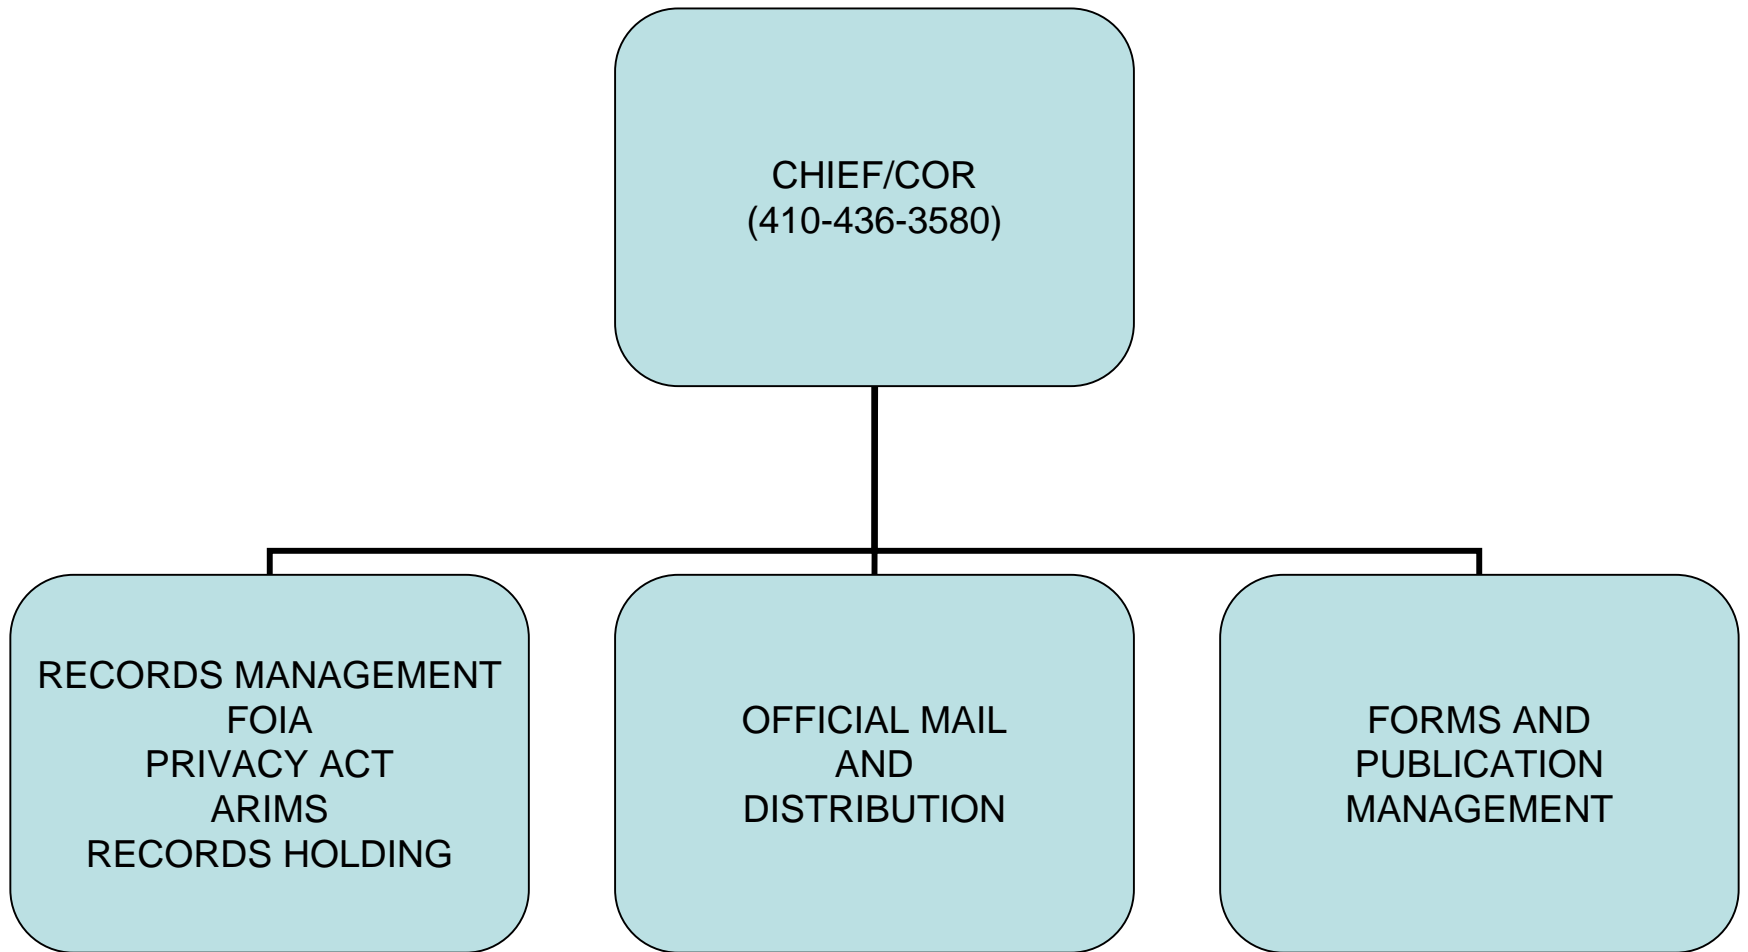 CHIEF/COR
(410-436-3580)
RECORDS MANAGEMENT
FOIA
PRIVACY ACT
ARIMS
RECORDS HOLDING
OFFICIAL MAIL
AND
DISTRIBUTION
FORMS AND
PUBLICATION
MANAGEMENT